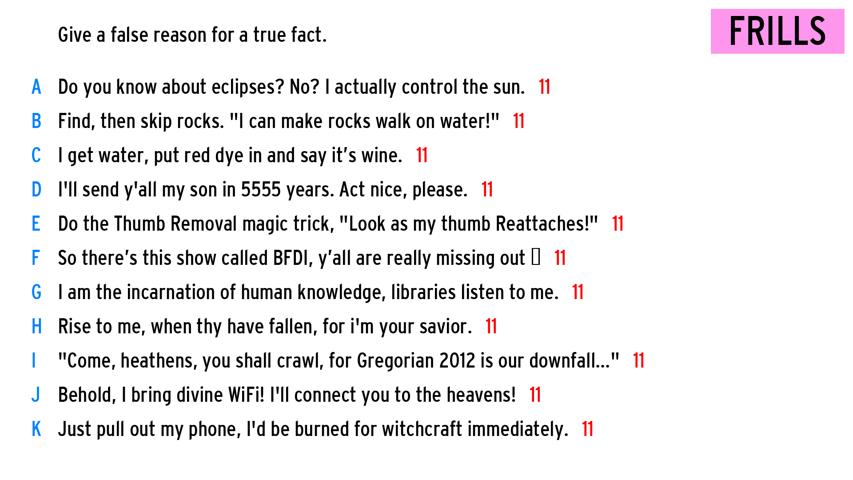 Give a false reason for a true fact.
FRILLS
A Do you know about eclipses? No? I actually control the sun. 11
B Find, then skip rocks. "I can make rocks walk on water!" 11
C I get water, put red dye in and say it’s wine. 11
D I'll send y'all my son in 5555 years. Act nice, please. 11
E Do the Thumb Removal magic trick, "Look as my thumb Reattaches!" 11
F So there’s this show called BFDI, y’all are really missing out 11
G I am the incarnation of human knowledge, libraries listen to me. 11
H Rise to me, when thy have fallen, for i'm your savior. 11
I "Come, heathens, you shall crawl, for Gregorian 2012 is our downfall..." 11
J Behold, I bring divine WiFi! I'll connect you to the heavens! 11
K Just pull out my phone, I'd be burned for witchcraft immediately. 11